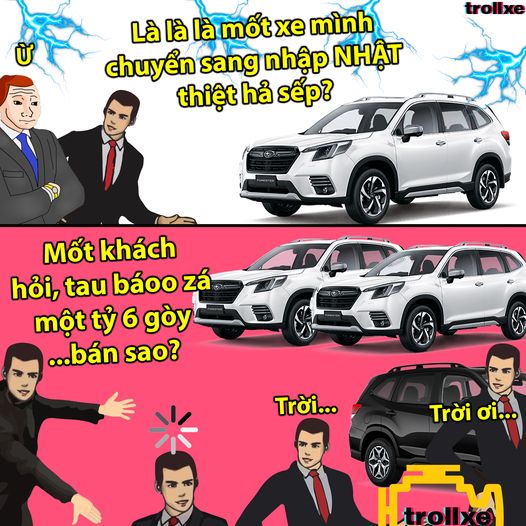 trollxe
Là là là mốt xe mình
chuyển sang nhập NHẬT
thiệt hả sếp?
Ừ
Mốt khách
hỏi, tau báoo zá
một tỷ 6 gòy
...bán sao?
Trời...
Trời ơi...
trollxe